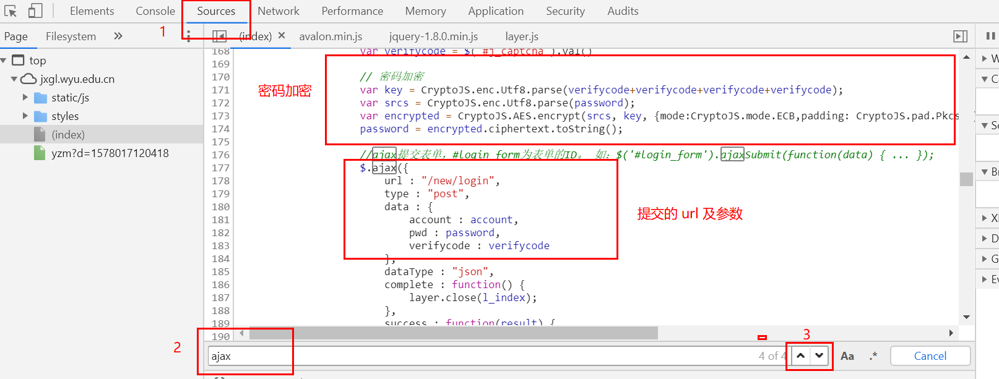 Elements Console Sources Network Performance Memory Application Security Audits
1
Page Filesystem (index) avalon.min.js jquery-1.8.0.min.js layer.js
top
jxgl.wyu.edu.cn
static/js
styles
(index)
yzm?d=1578017120418
168 var verifycode = $( #j_captcha ).val()
169
170 // 密码加密
密码加密
171 var key = CryptoJS.enc.Utf8.parse(verifycode+verifycode+verifycode+verifycode);
172 var srcs = CryptoJS.enc.Utf8.parse(password);
173 var encrypted = CryptoJS.AES.encrypt(srcs, key, {mode:CryptoJS.mode.ECB,padding: CryptoJS.pad.Pkcs
174 password = encrypted.ciphertext.toString();
175
176 //ajax提交表单，#login_form为表单的ID。 如：$('#login_form').ajaxSubmit(function(data) { ... });
177 $.ajax({
178 url : "/new/login",
179 type : "post",
180 data : {
181 account : account,
提交的 url 及参数
182 pwd : password,
183 verifycode : verifycode
184 },
185 dataType : "json",
186 complete : function() {
187 layer.close(l_index);
188 },
189 success : function(result) {
190
2
3
ajax 4 of 4 Aa .* Cancel